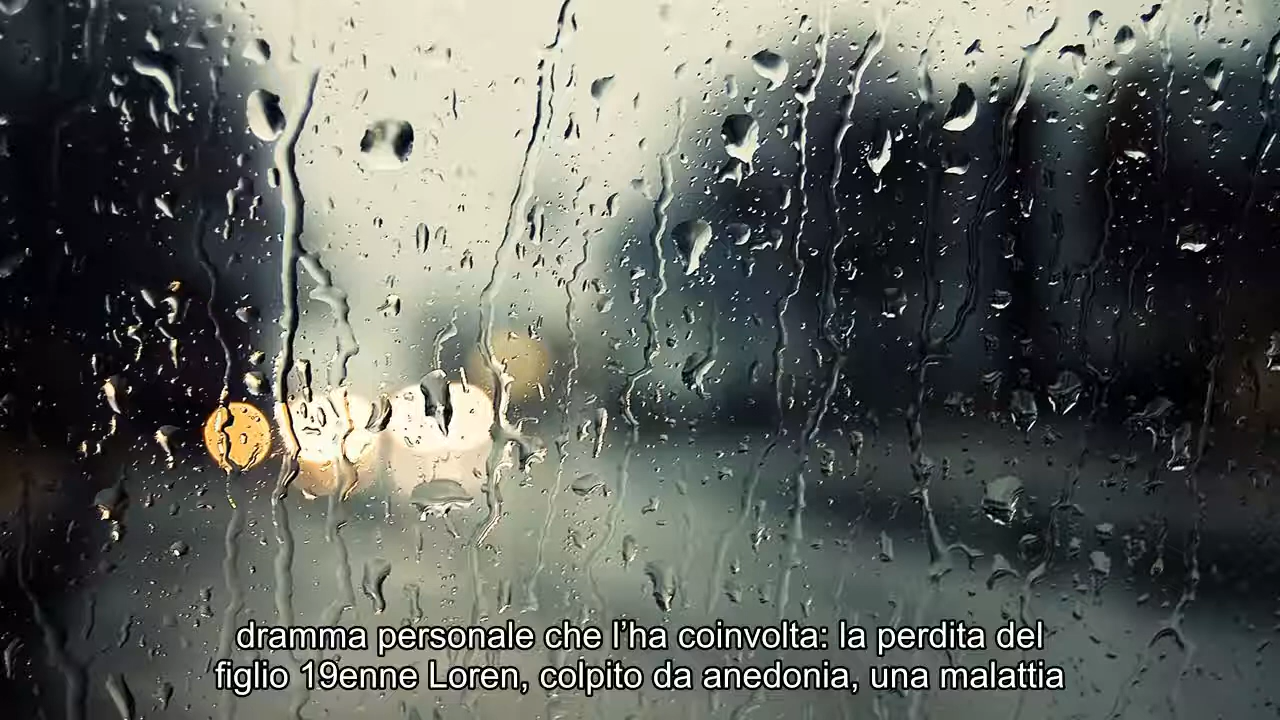 dramma personale che l’ha coinvolta: la perdita del
figlio 19enne Loren, colpito da anedonia, una malattia